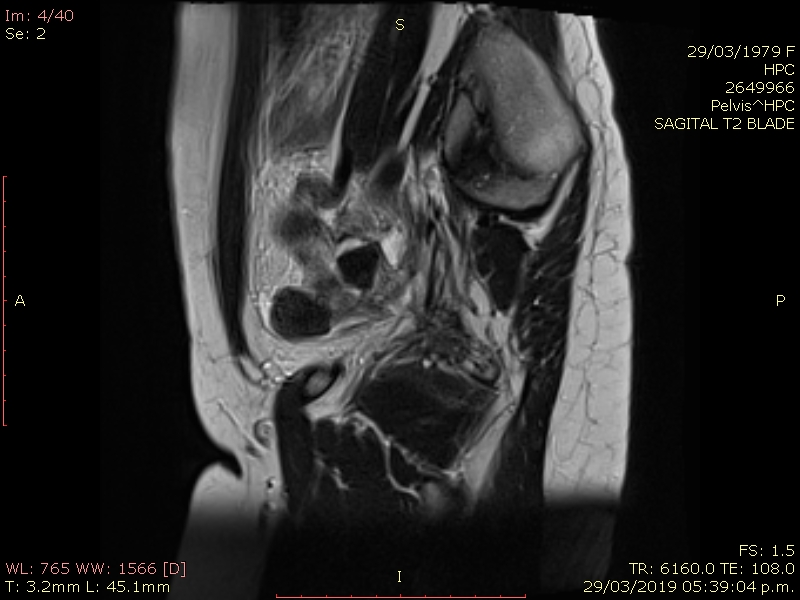 Im: 4/40
Se: 2
S
29/03/1979 F
HPC
2649966
Pelvis^HPC
SAGITAL T2 BLADE
A
P
WL: 765 WW: 1566 [D]
T: 3.2mm L: 45.1mm
I
FS: 1.5
TR: 6160.0 TE: 108.0
29/03/2019 05:39:04 p.m.